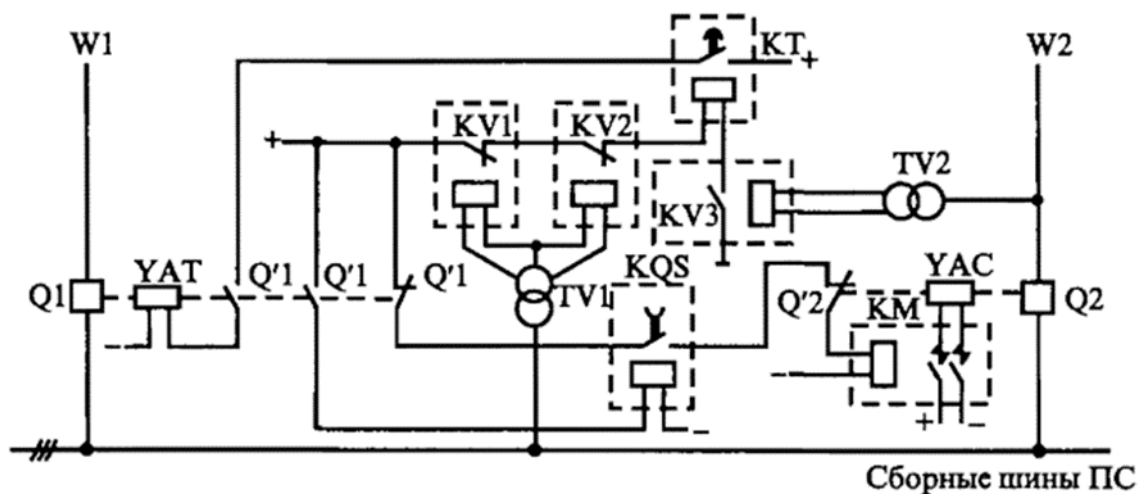 W1
KT
+
W2
+
KV1
KV2
TV2
KV3
Q1
YAT
Q'1
Q'1
Q'1
TV1
KQS
Q'2
YAC
KM
Q2
–
–
+
–
–
Сборные шины ПС